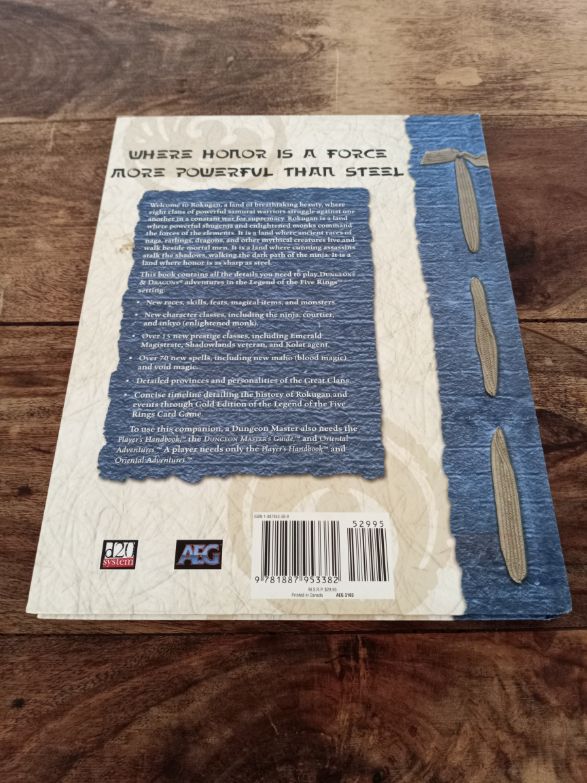 WHERE HONOR IS A FORCE
MORE POWERFUL THAN STEEL
Welcome to Rokugan, a land of breathtaking beauty, where
eight clans of powerful samurai warriors struggle against one
another in a constant war for supremacy. Rokugan is a land
where powerful shugenja and enlightened monks command
the forces of the elements. It is a land where ancient races of
naga, ratlings, dragons, and other mythical creatures live and
walk beside mortal men. It is a land where cunning assassins
stalk the shadows, walking the dark path of the ninja. It is a
land where honor is as sharp as steel.
This book contains all the details you need to play DUNGEONS
& DRAGONS® adventures in the Legend of the Five Rings™
setting:
• New races, skills, feats, magical items, and monsters.
• New character classes, including the ninja, courtier,
and inkyo (enlightened monk).
• Over 15 new prestige classes, including Emerald
Magistrate, Shadowlands veteran, and Kolat agent.
• Over 70 new spells, including new maho (blood magic)
and void magic.
• Detailed provinces and personalities of the Great Clans.
• Concise timeline detailing the history of Rokugan and
events through Gold Edition of the Legend of the Five
Rings Card Game.
To use this companion, a Dungeon Master also needs the
Player's Handbook,™ the DUNGEON MASTER's Guide,™ and Oriental
Adventures.™ A player needs only the Player's Handbook™ and
Oriental Adventures.™
d20
system
AEG
52995
9 781887 953382
M.S.R.P. $29.95
Printed in Canada